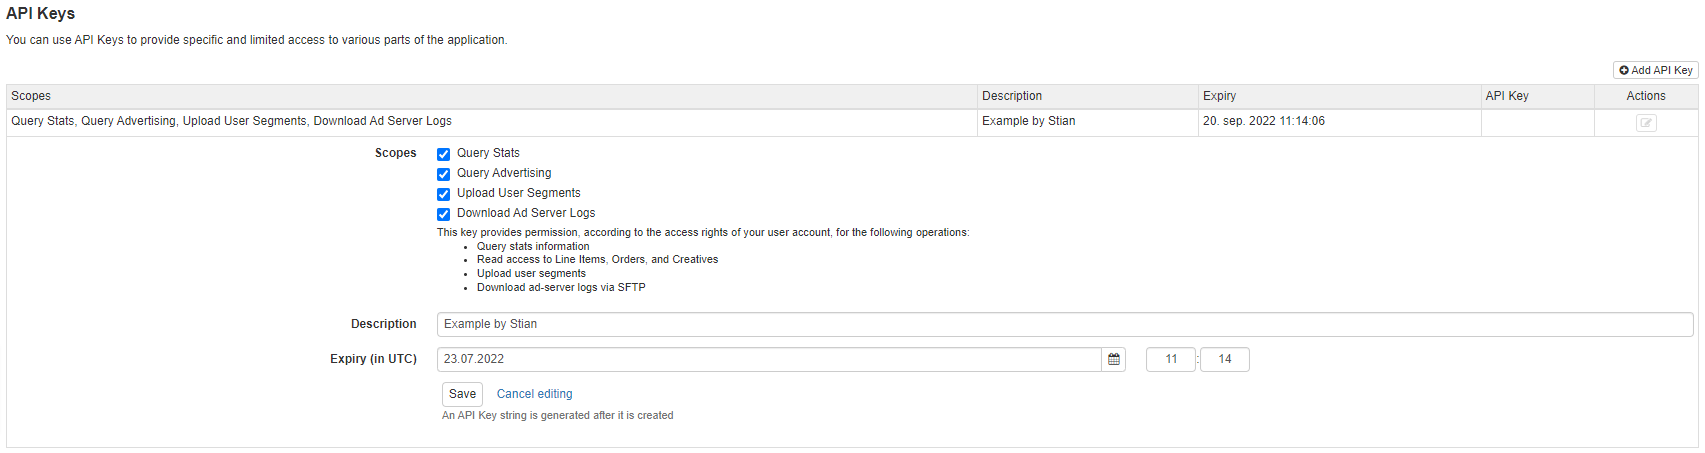 API Keys
You can use API Keys to provide specific and limited access to various parts of the application.
Add API Key
Scopes Description Expiry API Key Actions
Query Stats, Query Advertising, Upload User Segments, Download Ad Server Logs Example by Stian 20. sep. 2022 11:14:06
Scopes Query Stats
Query Advertising
Upload User Segments
Download Ad Server Logs
This key provides permission, according to the access rights of your user account, for the following operations:
• Query stats information
• Read access to Line Items, Orders, and Creatives
• Upload user segments
• Download ad-server logs via SFTP
Description Example by Stian
Expiry (in UTC) 23.07.2022 11 : 14
Save Cancel editing
An API Key string is generated after it is created